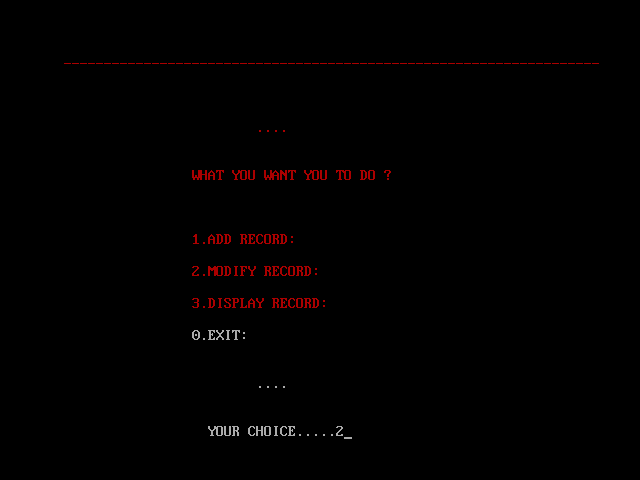 ....
WHAT YOU WANT YOU TO DO ?
1.ADD RECORD:
2.MODIFY RECORD:
3.DISPLAY RECORD:
0.EXIT:
....
YOUR CHOICE.....2_